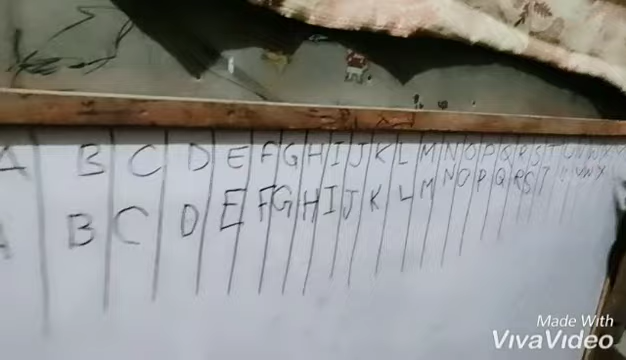 A B C D E F G H I J K L M N O P Q R S T U V W X
A B C D E F G H I J K L M N O P Q R S T U V W X
Made With
VivaVideo